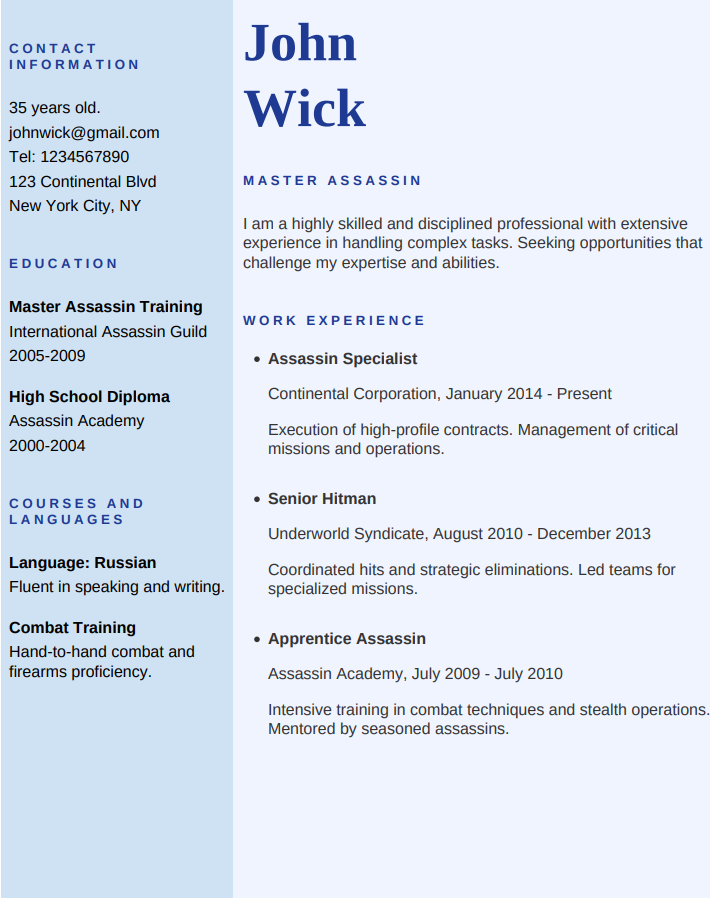 CONTACT
INFORMATION
35 years old.
johnwick@gmail.com
Tel: 1234567890
123 Continental Blvd
New York City, NY
EDUCATION
Master Assassin Training
International Assassin Guild
2005-2009
High School Diploma
Assassin Academy
2000-2004
COURSES AND
LANGUAGES
Language: Russian
Fluent in speaking and writing.
Combat Training
Hand-to-hand combat and
firearms proficiency.
John
Wick
MASTER ASSASSIN
I am a highly skilled and disciplined professional with extensive
experience in handling complex tasks. Seeking opportunities that
challenge my expertise and abilities.
WORK EXPERIENCE
• Assassin Specialist
Continental Corporation, January 2014 - Present
Execution of high-profile contracts. Management of critical
missions and operations.
• Senior Hitman
Underworld Syndicate, August 2010 - December 2013
Coordinated hits and strategic eliminations. Led teams for
specialized missions.
• Apprentice Assassin
Assassin Academy, July 2009 - July 2010
Intensive training in combat techniques and stealth operations.
Mentored by seasoned assassins.